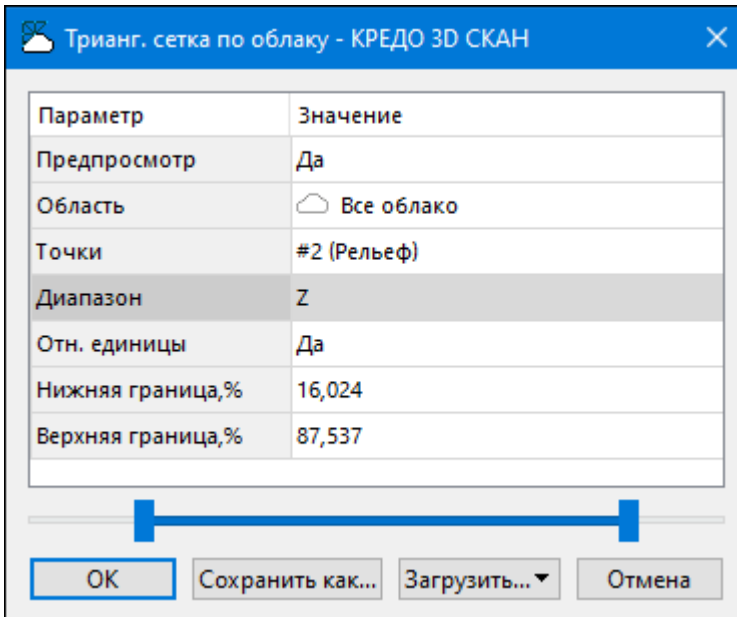 Трианг. сетка по облаку - КРЕДО 3D СКАН
Параметр Значение
Предпросмотр Да
Область Все облако
Точки #2 (Рельеф)
Диапазон Z
Отн. единицы Да
Нижняя граница,% 16,024
Верхняя граница,% 87,537
ОК Сохранить как... Загрузить... Отмена